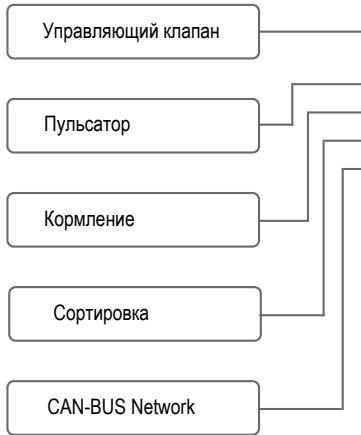 Управляющий клапан
Пульсатор
Кормление
Сортировка
CAN-BUS Network